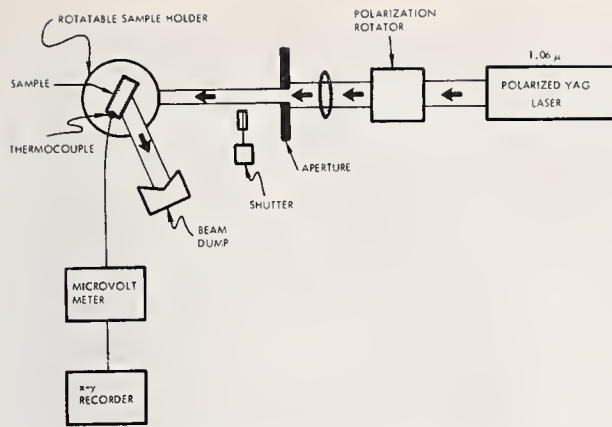 ROTATABLE SAMPLE HOLDER
SAMPLE
THERMOCOUPLE
MICROVOLT
METER
x-y
RECORDER
BEAM
DUMP
SHUTTER
APERTURE
POLARIZATION
ROTATOR
1.06 μ
POLARIZED YAG
LASER